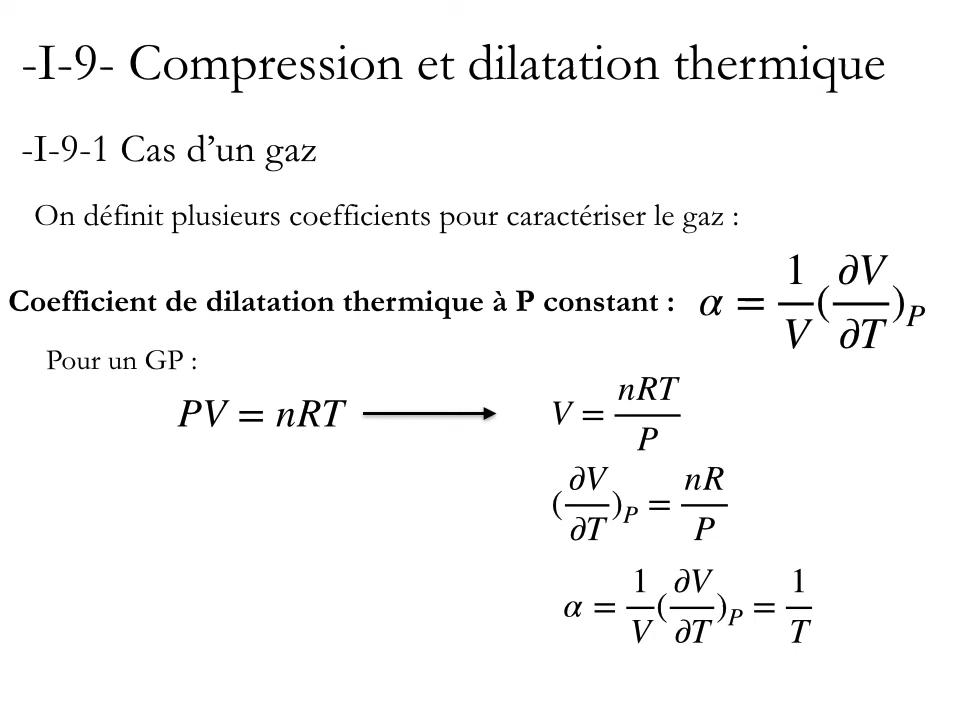 -I-9- Compression et dilatation thermique
-I-9-1 Cas d’un gaz
On définit plusieurs coefficients pour caractériser le gaz :
Coefficient de dilatation thermique à P constant : α = 1/V (∂V/∂T)_P
Pour un GP :
PV = nRT ⟶ V = nRT/P
(∂V/∂T)_P = nR/P
α = 1/V (∂V/∂T)_P = 1/T